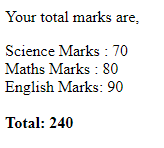 Your total marks are,
Science Marks : 70
Maths Marks : 80
English Marks: 90
Total: 240